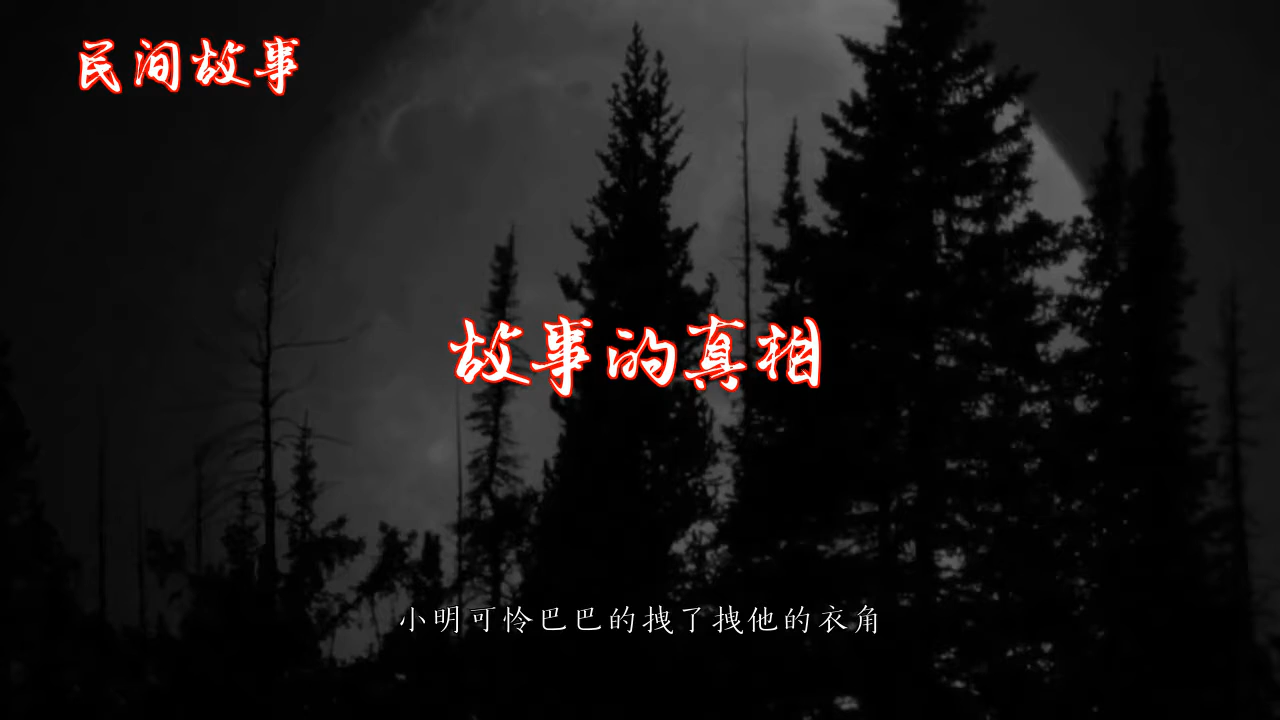 民间故事
故事的真相
小明可怜巴巴的拽了拽他的衣角